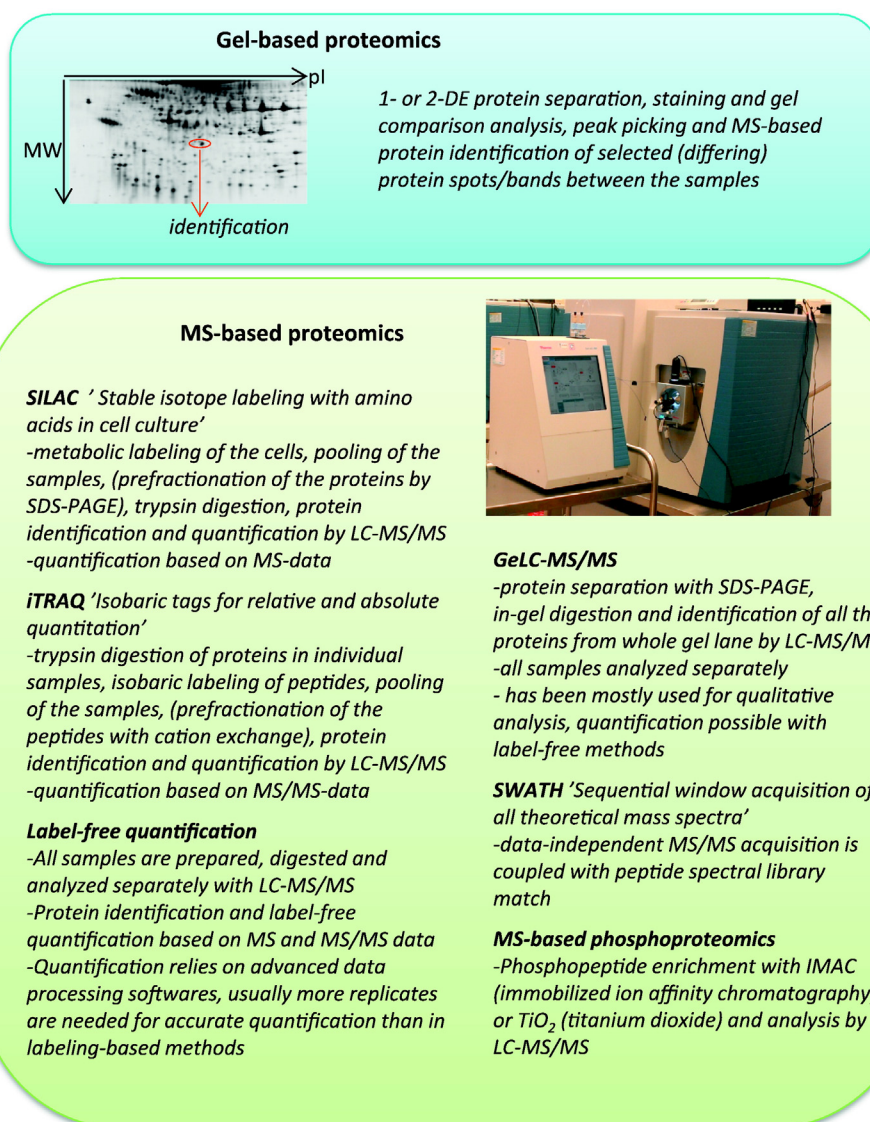 Gel-based proteomics
pI
MW
identification
1- or 2-DE protein separation, staining and gel
comparison analysis, peak picking and MS-based
protein identification of selected (differing)
protein spots/bands between the samples
MS-based proteomics
SILAC ’ Stable isotope labeling with amino
acids in cell culture’
-metabolic labeling of the cells, pooling of the
samples, (prefractionation of the proteins by
SDS-PAGE), trypsin digestion, protein
identification and quantification by LC-MS/MS
-quantification based on MS-data
iTRAQ ’Isobaric tags for relative and absolute
quantitation’
-trypsin digestion of proteins in individual
samples, isobaric labeling of peptides, pooling
of the samples, (prefractionation of the
peptides with cation exchange), protein
identification and quantification by LC-MS/MS
-quantification based on MS/MS-data
Label-free quantification
-All samples are prepared, digested and
analyzed separately with LC-MS/MS
-Protein identification and label-free
quantification based on MS and MS/MS data
-Quantification relies on advanced data
processing softwares, usually more replicates
are needed for accurate quantification than in
labeling-based methods
GeLC-MS/MS
-protein separation with SDS-PAGE,
in-gel digestion and identification of all th
proteins from whole gel lane by LC-MS/M
-all samples analyzed separately
- has been mostly used for qualitative
analysis, quantification possible with
label-free methods
SWATH ’Sequential window acquisition of
all theoretical mass spectra’
-data-independent MS/MS acquisition is
coupled with peptide spectral library
match
MS-based phosphoproteomics
-Phosphopeptide enrichment with IMAC
(immobilized ion affinity chromatography
or TiO₂ (titanium dioxide) and analysis by
LC-MS/MS